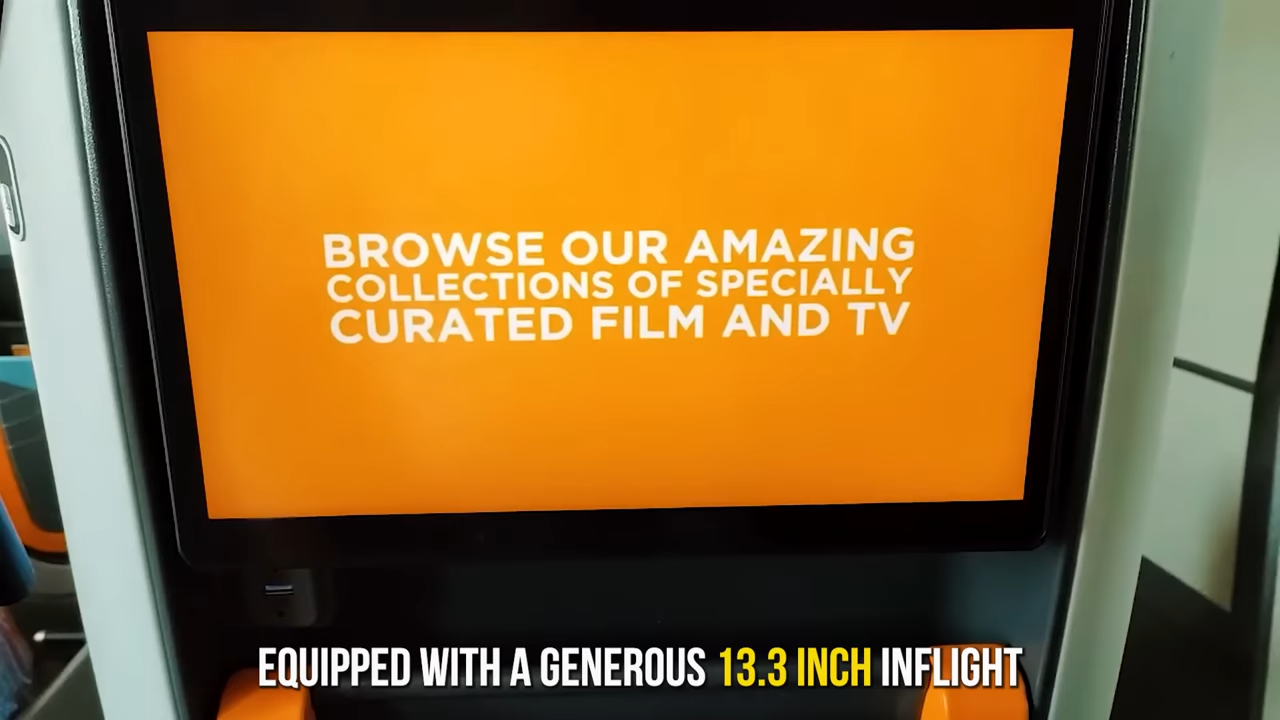 BROWSE OUR AMAZING
COLLECTIONS OF SPECIALLY
CURATED FILM AND TV
EQUIPPED WITH A GENEROUS 13.3 INCH INFLIGHT